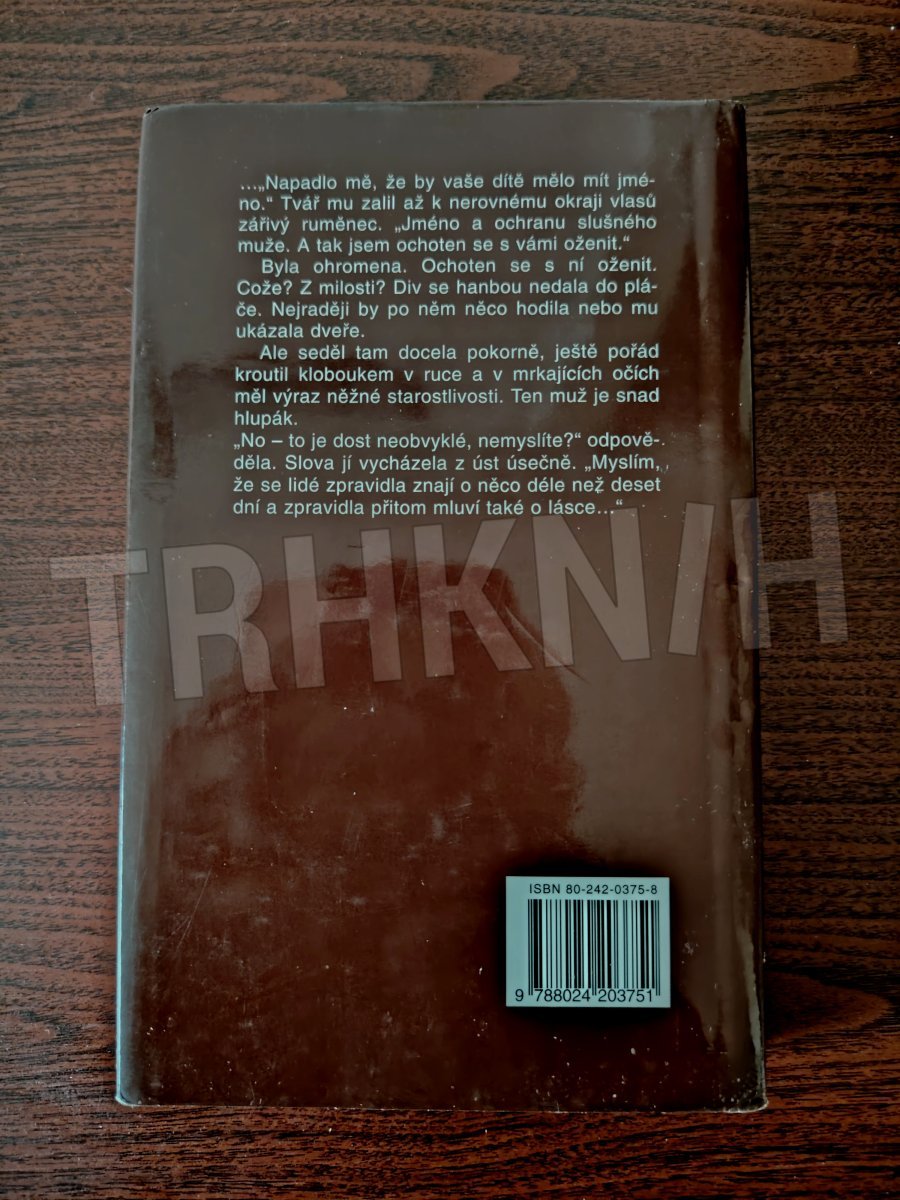 …„Napadlo mě, že by vaše dítě mělo mít jmé-
no.“ Tvář mu zalil až k nerovnému okraji vlasů
zářivý ruměnec. „Jméno a ochranu slušného
muže. A tak jsem ochoten se s vámi oženit.“
Byla ohromena. Ochoten se s ní oženit.
Cože? Z milosti? Div se hanbou nedala do plá-
če. Nejraději by po něm něco hodila nebo mu
ukázala dveře.
Ale seděl tam docela pokorně, ještě pořád
kroutil kloboukem v ruce a v mrkajících očích
měl výraz něžné starostlivosti. Ten muž je snad
hlupák.
„No – to je dost neobvyklé, nemyslíte?“ odpově-
děla. Slova jí vycházela z úst úsečně. „Myslím,
že se lidé zpravidla znají o něco déle než deset
dní a zpravidla přitom mluví také o lásce…“
TRHKNIH
ISBN 80-242-0375-8
9 788024 203751